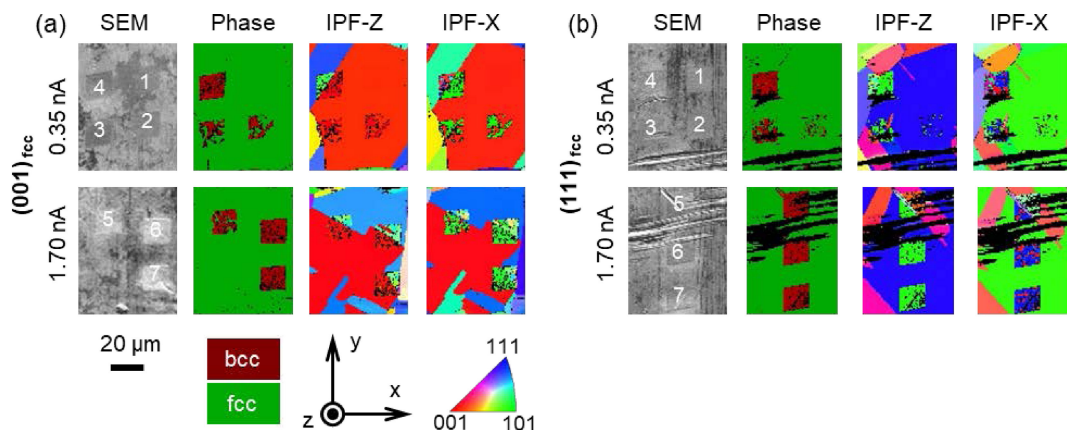 (a) SEM Phase IPF-Z IPF-X
(b) SEM Phase IPF-Z IPF-X
(001)fcc
0.35 nA
4 1
3 2
1.70 nA
5 6
7
(111)fcc
0.35 nA
4 1
3 2
1.70 nA
5
6
7
20 µm
bcc
fcc
y
z x
111
001 101